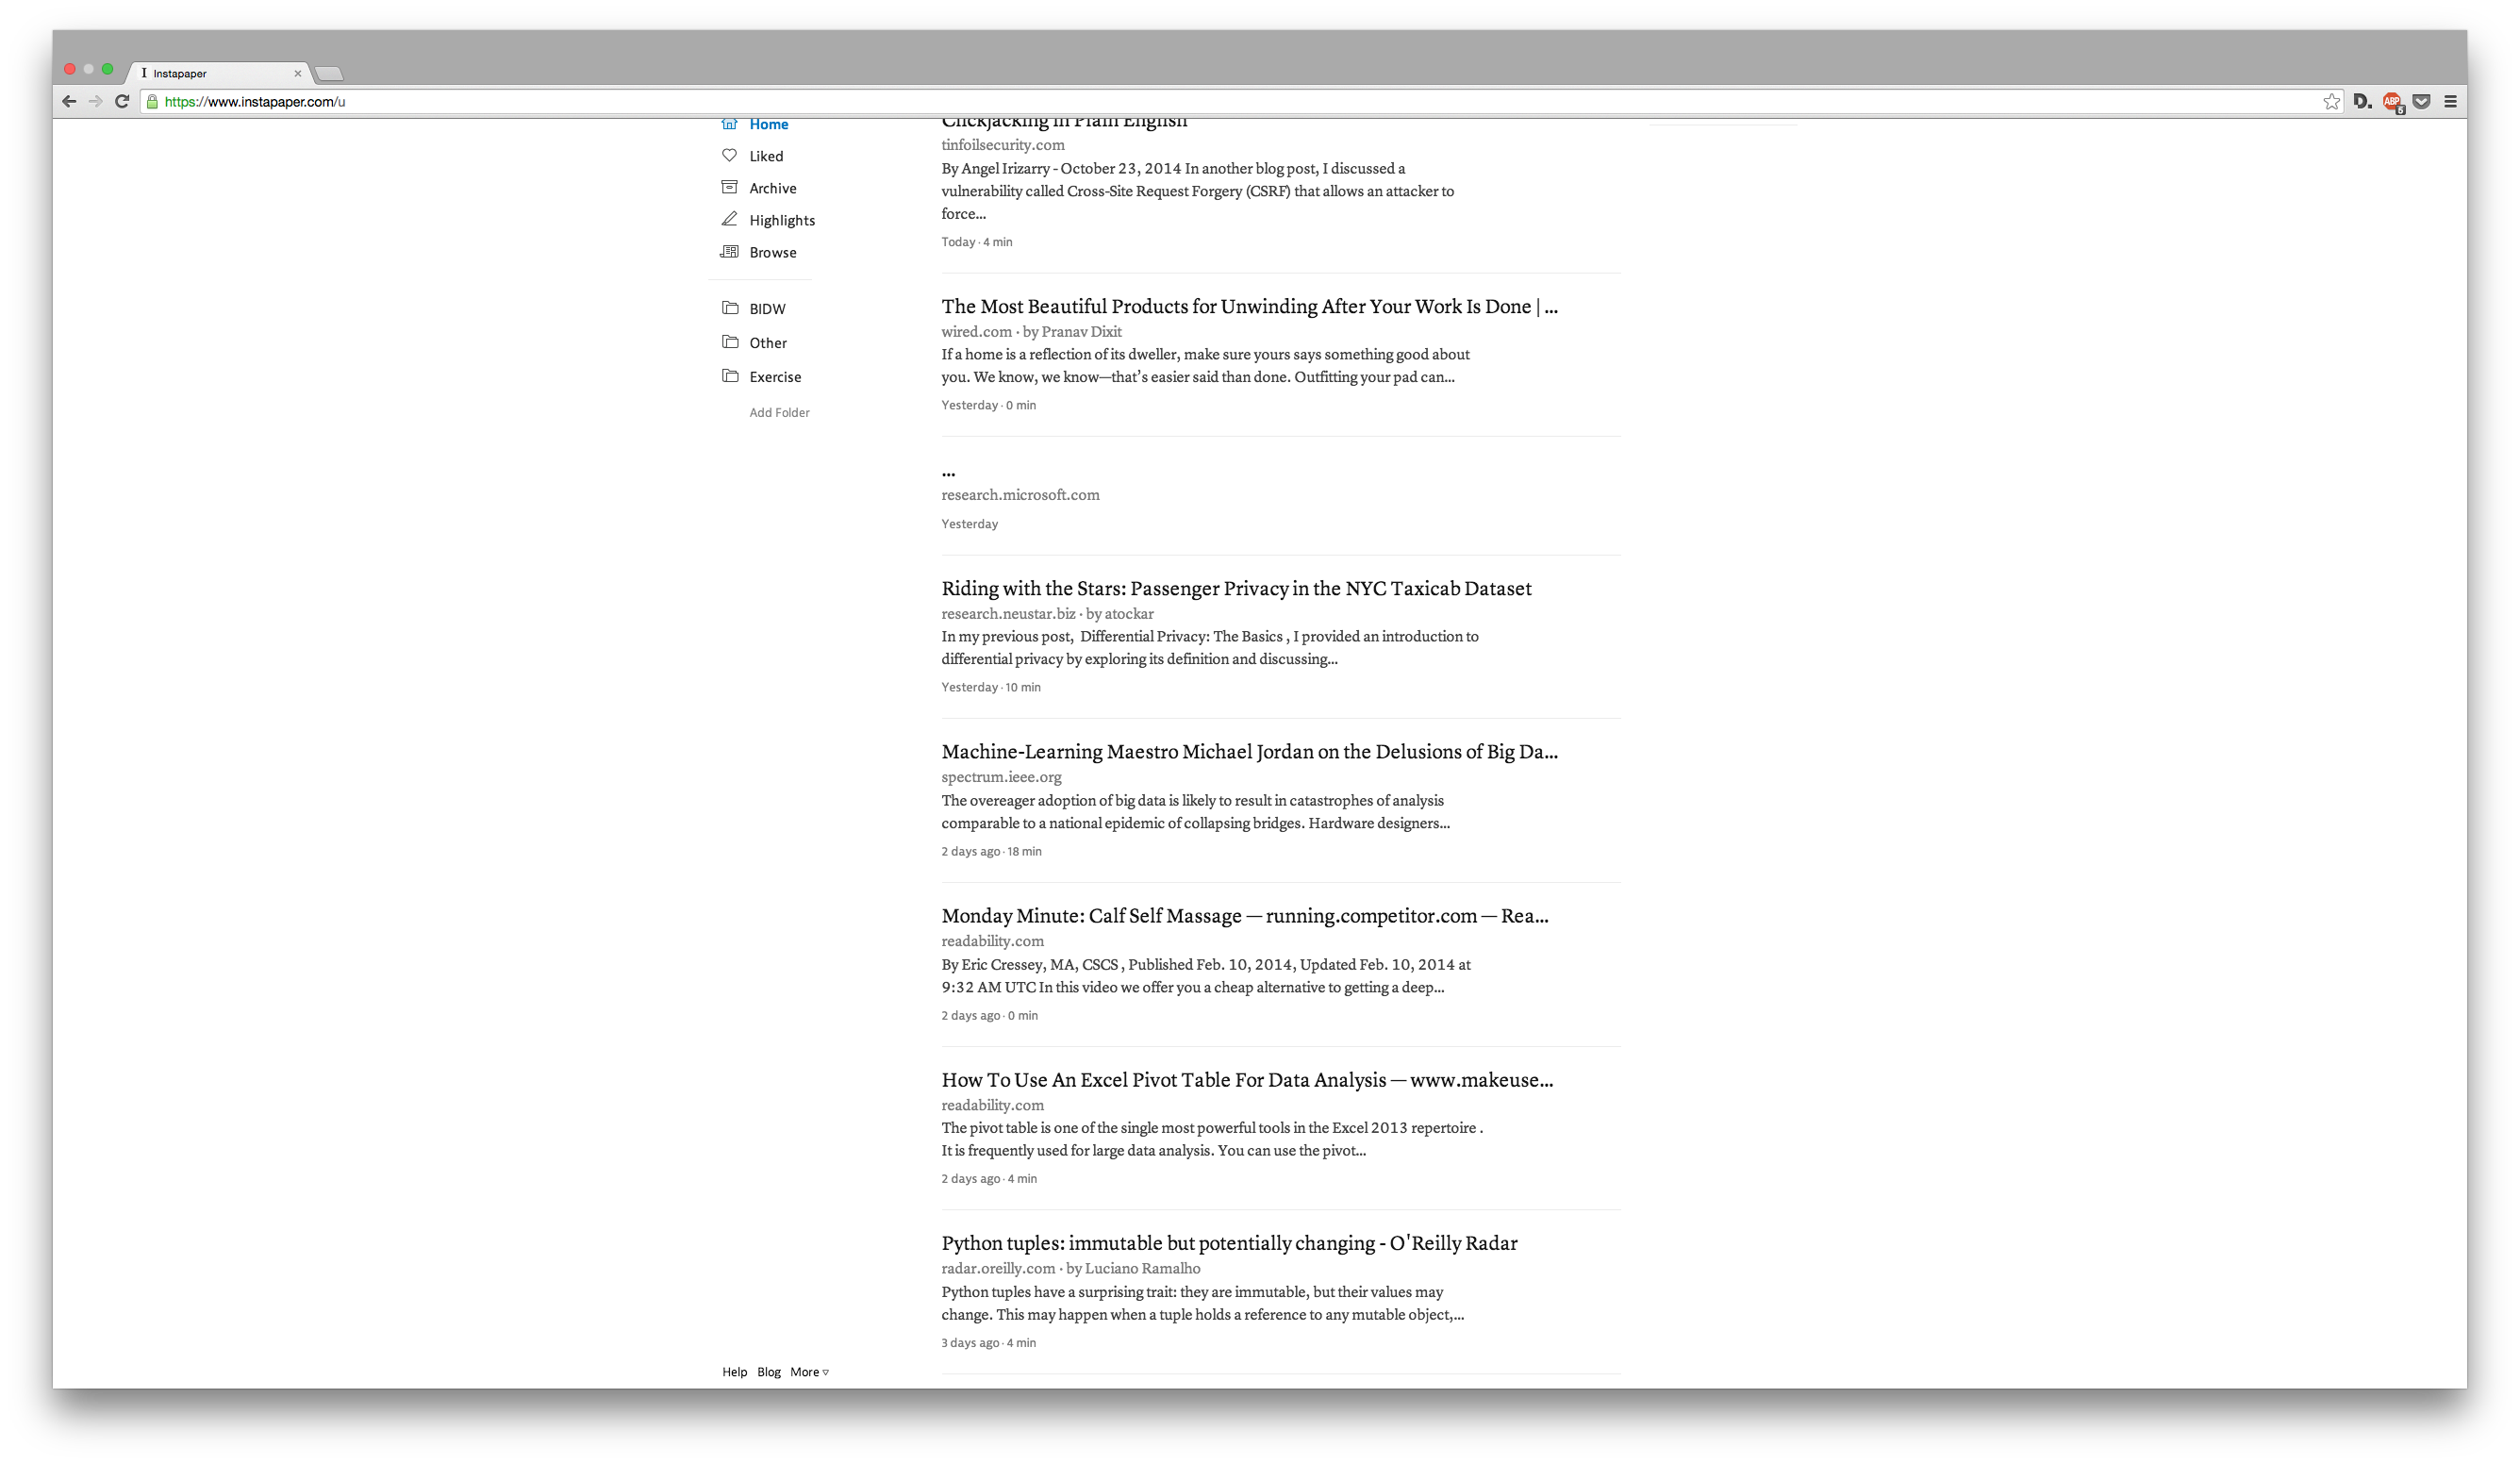 Instapaper
https://www.instapaper.com/u
ABP
5
Home
Liked
Archive
Highlights
Browse
BIDW
Other
Exercise
Add Folder
Clickjacking in Plain English
tinfoilsecurity.com
By Angel Irizarry - October 23, 2014 In another blog post, I discussed a
vulnerability called Cross-Site Request Forgery (CSRF) that allows an attacker to
force...
Today · 4 min
The Most Beautiful Products for Unwinding After Your Work Is Done | ...
wired.com · by Pranav Dixit
If a home is a reflection of its dweller, make sure yours says something good about
you. We know, we know—that’s easier said than done. Outfitting your pad can...
Yesterday · 0 min
...
research.microsoft.com
Yesterday
Riding with the Stars: Passenger Privacy in the NYC Taxicab Dataset
research.neustar.biz · by atockar
In my previous post,  Differential Privacy: The Basics , I provided an introduction to
differential privacy by exploring its definition and discussing...
Yesterday · 10 min
Machine-Learning Maestro Michael Jordan on the Delusions of Big Da...
spectrum.ieee.org
The overeager adoption of big data is likely to result in catastrophes of analysis
comparable to a national epidemic of collapsing bridges. Hardware designers...
2 days ago · 18 min
Monday Minute: Calf Self Massage — running.competitor.com — Rea...
readability.com
By Eric Cressey, MA, CSCS , Published Feb. 10, 2014, Updated Feb. 10, 2014 at
9:32 AM UTC In this video we offer you a cheap alternative to getting a deep...
2 days ago · 0 min
How To Use An Excel Pivot Table For Data Analysis — www.makeuse...
readability.com
The pivot table is one of the single most powerful tools in the Excel 2013 repertoire .
It is frequently used for large data analysis. You can use the pivot...
2 days ago · 4 min
Python tuples: immutable but potentially changing - O'Reilly Radar
radar.oreilly.com · by Luciano Ramalho
Python tuples have a surprising trait: they are immutable, but their values may
change. This may happen when a tuple holds a reference to any mutable object,...
3 days ago · 4 min
Help Blog More ▿